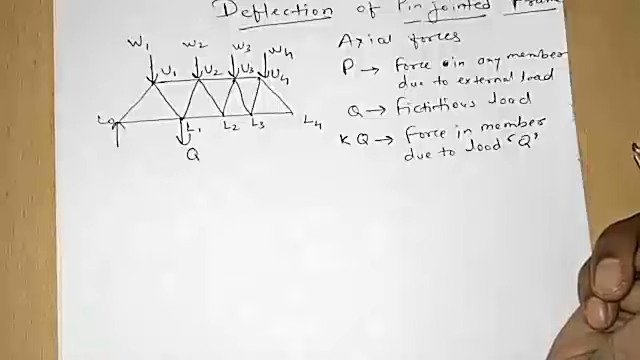 Deflection of Pin jointed Frame
Axial forces
P → Force in any member
due to external load
Q → Fictitious load
KQ → Force in member
due to load 'Q'
W1 W2 W3 W4
U1 U2 U3 U4
L0 L1 L2 L3 L4
Q